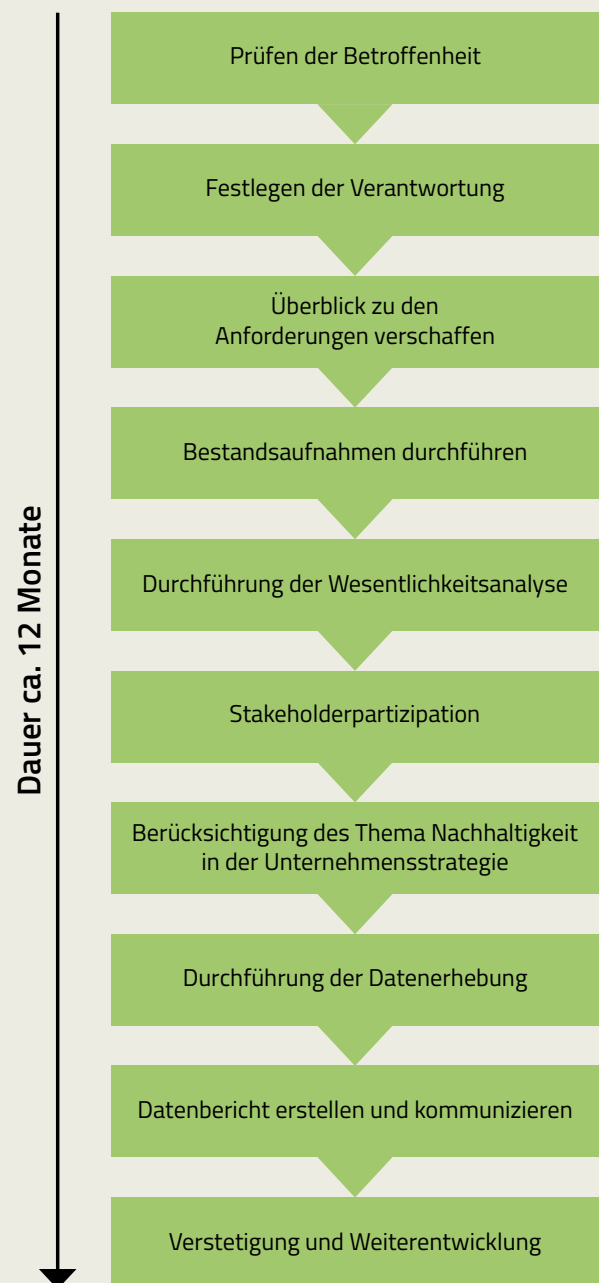 Dauer ca. 12 Monate
Prüfen der Betroffenheit
Festlegen der Verantwortung
Überblick zu den
Anforderungen verschaffen
Bestandsaufnahmen durchführen
Durchführung der Wesentlichkeitsanalyse
Stakeholderpartizipation
Berücksichtigung des Thema Nachhaltigkeit
in der Unternehmensstrategie
Durchführung der Datenerhebung
Datenbericht erstellen und kommunizieren
Verstetigung und Weiterentwicklung